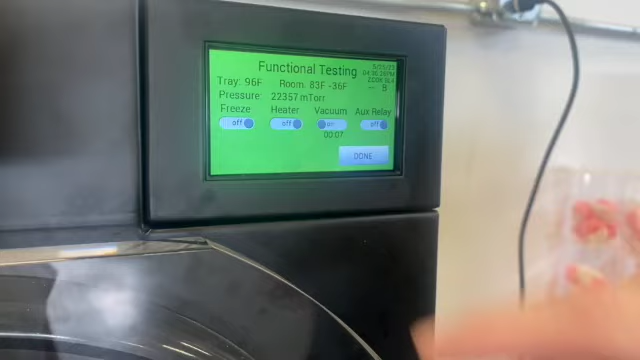 Functional Testing
Tray: 96F Room: 83F -36F
Pressure: 22357 mTorr
Freeze Heater Vacuum Aux Relay
off off on off
00:07
DONE